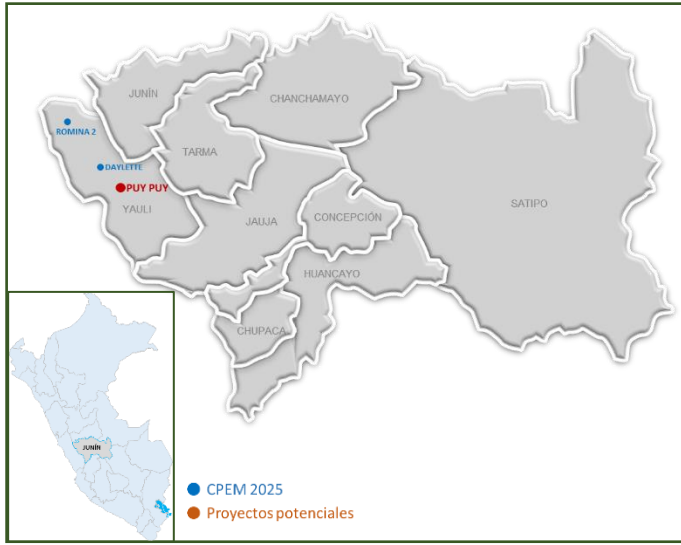 JUNÍN
CHANCHAMAYO
ROMINA 2
TARMA
DAYLETTE
PUY PUY
YAULI
SATIPO
JAUJA
CONCEPCIÓN
HUANCAYO
CHUPACA
JUNÍN
CPEM 2025
Proyectos potenciales